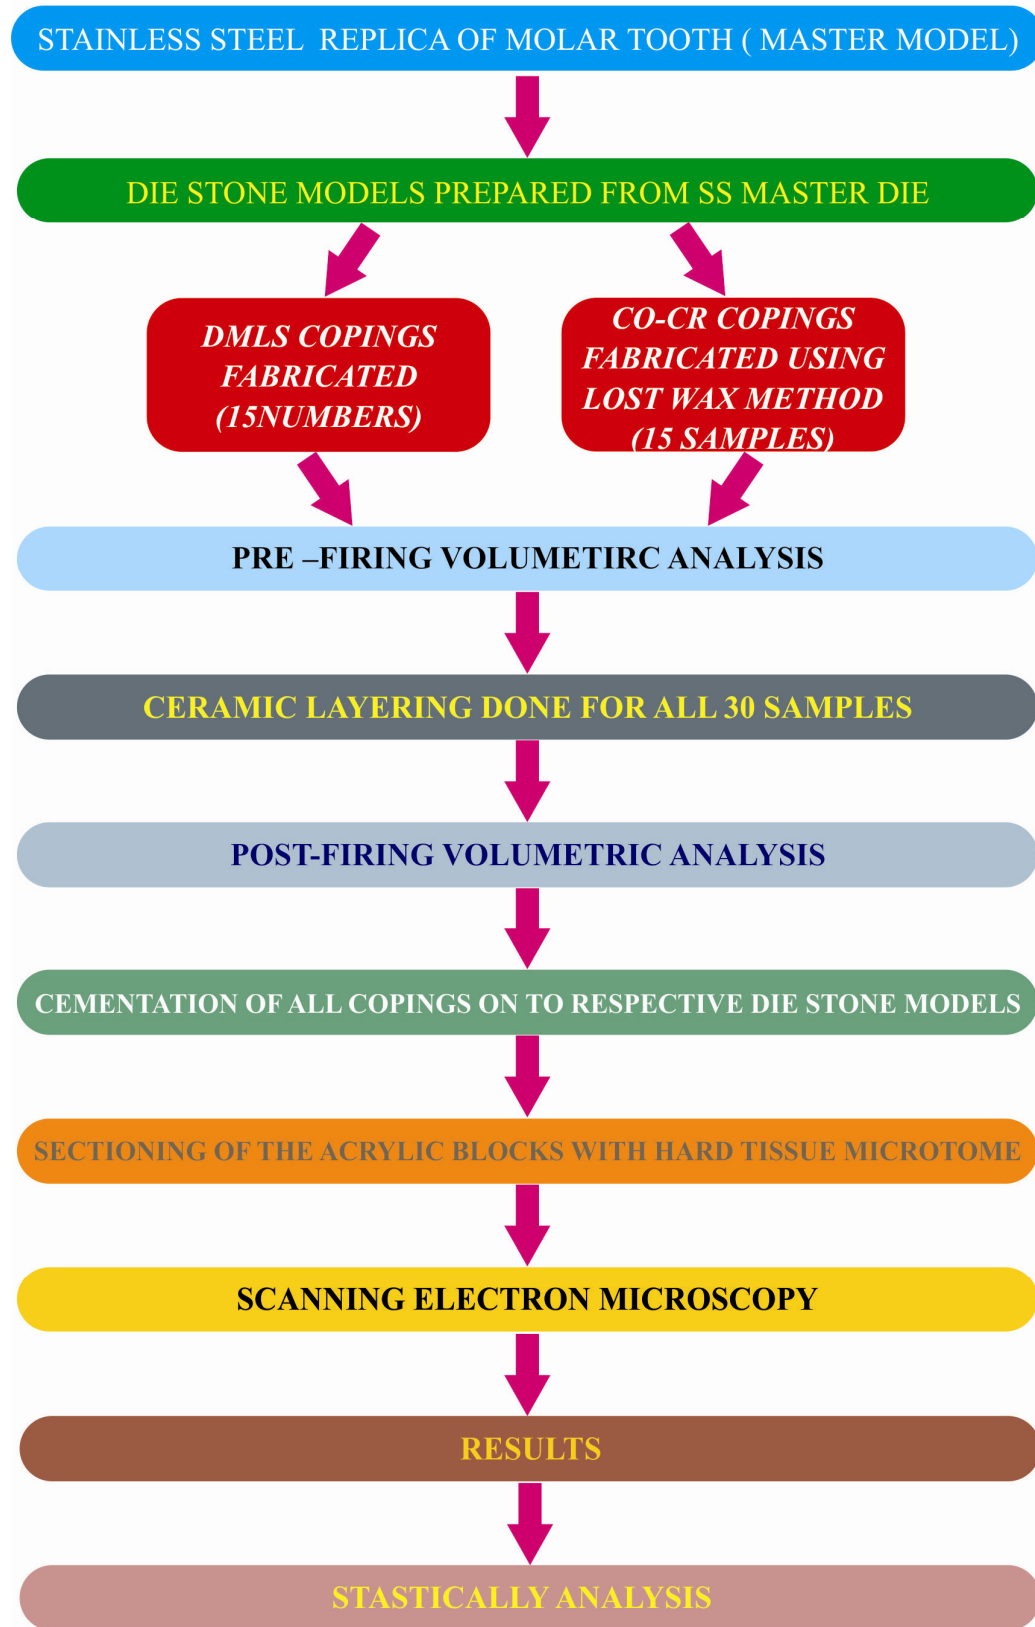 STAINLESS STEEL REPLICA OF MOLAR TOOTH ( MASTER MODEL)
DIE STONE MODELS PREPARED FROM SS MASTER DIE
DMLS COPINGS
FABRICATED
(15NUMBERS)
CO-CR COPINGS
FABRICATED USING
LOST WAX METHOD
(15 SAMPLES)
PRE –FIRING VOLUMETIRC ANALYSIS
CERAMIC LAYERING DONE FOR ALL 30 SAMPLES
POST-FIRING VOLUMETRIC ANALYSIS
CEMENTATION OF ALL COPINGS ON TO RESPECTIVE DIE STONE MODELS
SECTIONING OF THE ACRYLIC BLOCKS WITH HARD TISSUE MICROTOME
SCANNING ELECTRON MICROSCOPY
RESULTS
STASTICALLY ANALYSIS